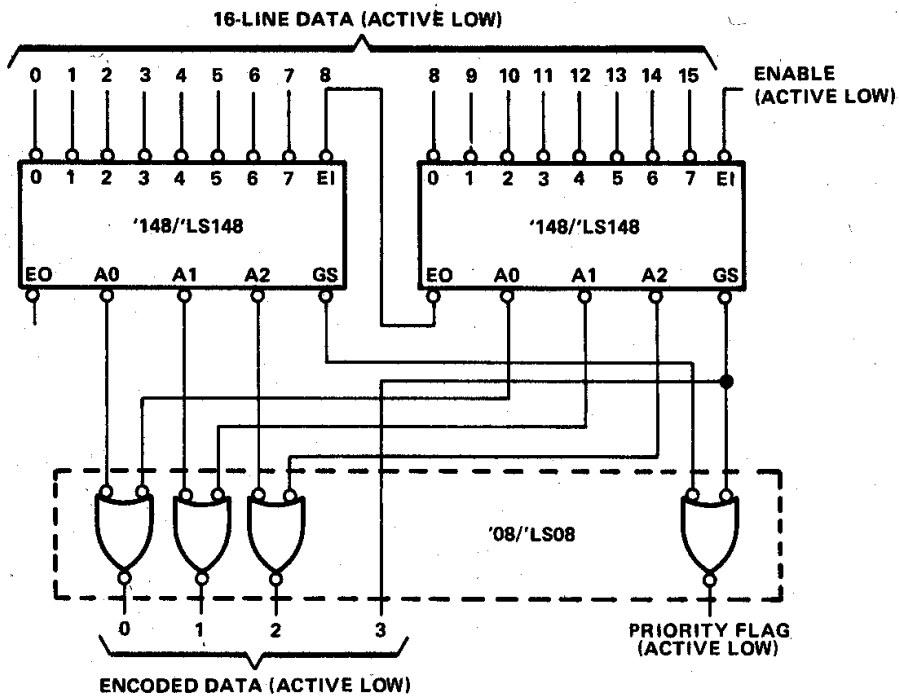 16-LINE DATA (ACTIVE LOW)
0 1 2 3 4 5 6 7 8 8 9 10 11 12 13 14 15 ENABLE
(ACTIVE LOW)
0 1 2 3 4 5 6 7 EI 0 1 2 3 4 5 6 7 EI
'148/'LS148 '148/'LS148
EO A0 A1 A2 GS EO A0 A1 A2 GS
'08/'LS08
0 1 2 3 PRIORITY FLAG
(ACTIVE LOW)
ENCODED DATA (ACTIVE LOW)